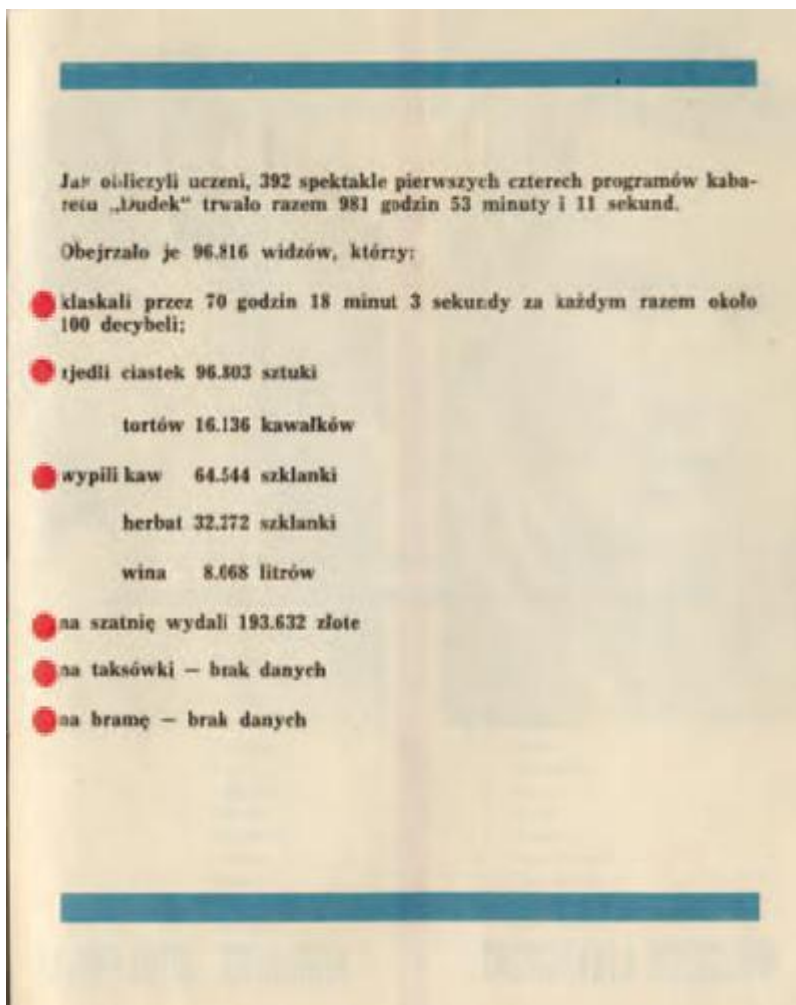 Jak obliczyli uczeni, 392 spektakle pierwszych czterech programów kaba-
retu „Dudek" trwało razem 981 godzin 53 minuty i 11 sekund.
Obejrzało je 96.816 widzów, którzy:
klaskali przez 70 godzin 18 minut 3 sekundy za każdym razem około
100 decybeli;
zjedli ciastek 96.803 sztuki
tortów 16.136 kawałków
wypili kaw 64.544 szklanki
herbat 32.272 szklanki
wina 8.068 litrów
na szatnię wydali 193.632 złote
na taksówki — brak danych
na bramę — brak danych